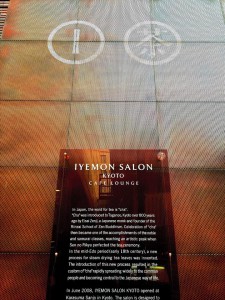 茶
IYEMON SALON
KYOTO
CAFE LOUNGE
In Japan, the world for tea is "cha".
"Cha" was introduced to Toganoo, Kyoto over 800 years
ago by Eisai Zenji, a Japanese monk and founder of the
Rinzai School of Zen Buddhism. Celebration of "cha"
then became one of the accomplishments of the noble
and samurai classes, reaching an artistic peak when
Sen no Rikyu perfected the tea ceremony.
In the mid-Edo period(early 18th century), a new
process for steam drying tea leaves was invented.
The introduction of this new process resulted in the
custom of "cha" rapidly spreading widely to the common
people and becoming central to the Japanese way of life.
In June 2008, IYEMON SALON KYOTO opened at
Karasuma Sanjo in Kyoto. The salon is designed to